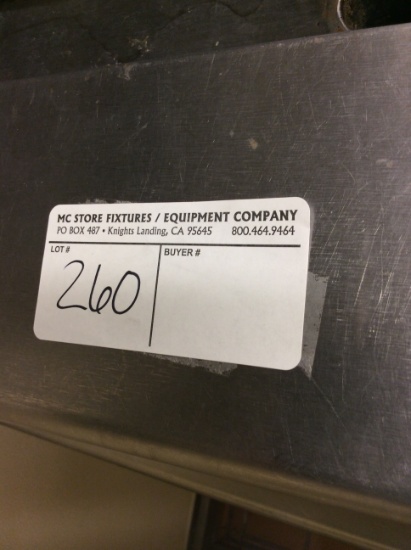 MC STORE FIXTURES / EQUIPMENT COMPANY
PO BOX 487 • Knights Landing, CA 95645 800.464.9464
LOT # BUYER #
260